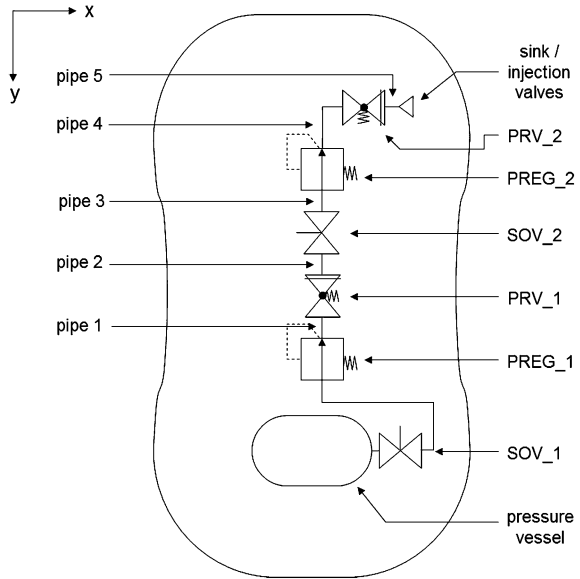 x
y
pipe 5
pipe 4
pipe 3
pipe 2
pipe 1
sink /
injection
valves
PRV_2
PREG_2
SOV_2
PRV_1
PREG_1
SOV_1
pressure
vessel